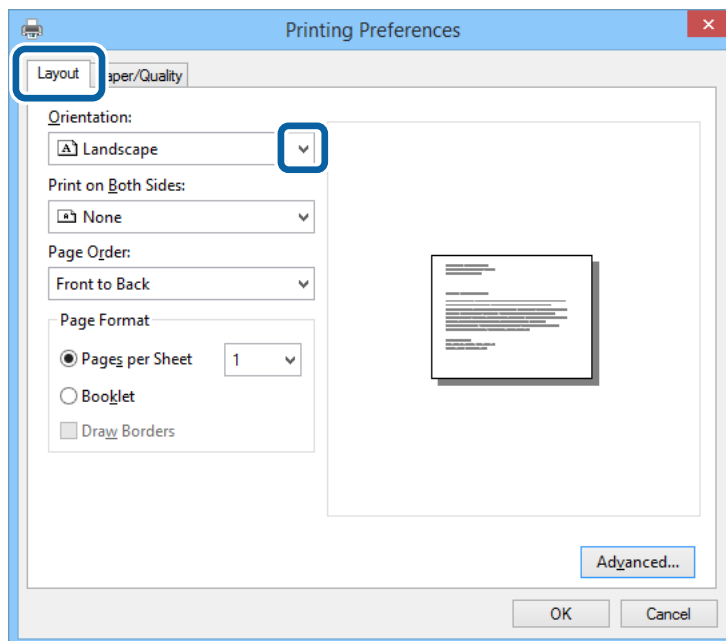 Printing Preferences
Layout
aper/Quality
Orientation:
A Landscape
Print on Both Sides:
None
Page Order:
Front to Back
Page Format
Pages per Sheet 1
Booklet
Draw Borders
Advanced...
OK Cancel